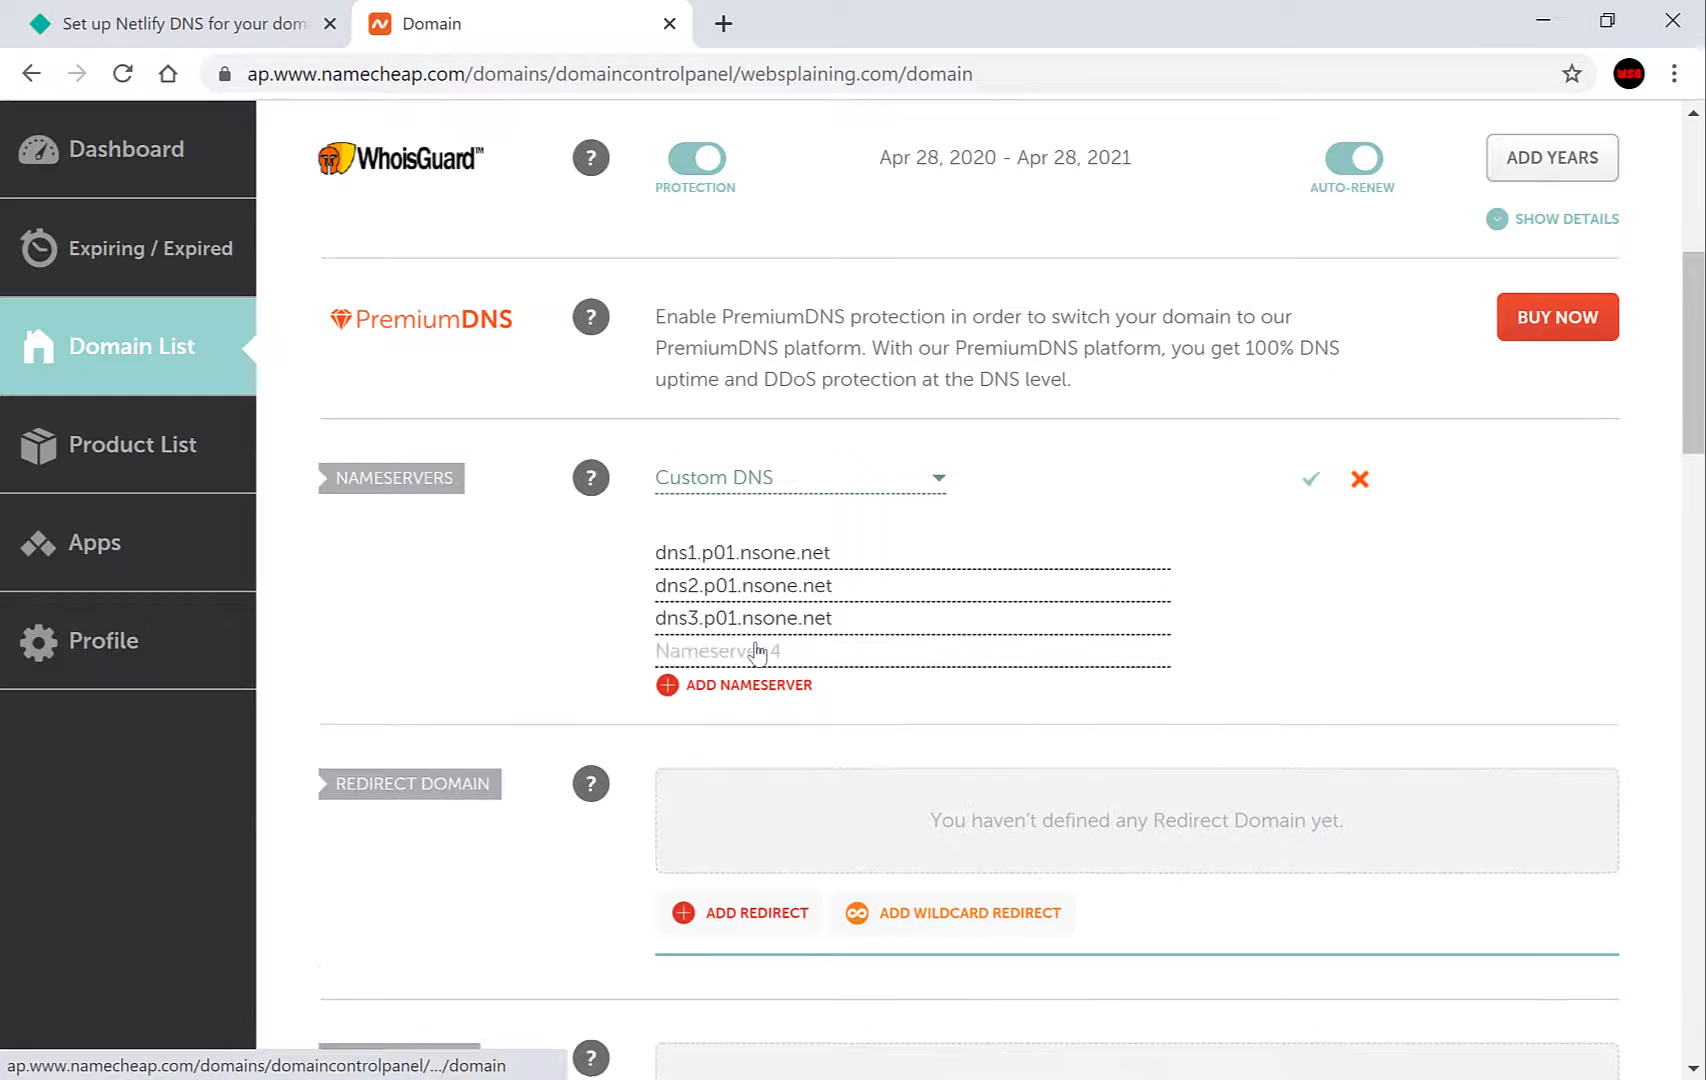 Set up Netlify DNS for your dom
Domain
ap.www.namecheap.com/domains/domaincontrolpanel/websplaining.com/domain
WSB
Dashboard
Expiring / Expired
Domain List
Product List
Apps
Profile
WhoisGuard™
?
PROTECTION
Apr 28, 2020 - Apr 28, 2021
AUTO-RENEW
ADD YEARS
SHOW DETAILS
PremiumDNS
?
Enable PremiumDNS protection in order to switch your domain to our
PremiumDNS platform. With our PremiumDNS platform, you get 100% DNS
uptime and DDoS protection at the DNS level.
BUY NOW
NAMESERVERS
?
Custom DNS
dns1.p01.nsone.net
dns2.p01.nsone.net
dns3.p01.nsone.net
Nameserver 4
ADD NAMESERVER
REDIRECT DOMAIN
?
You haven't defined any Redirect Domain yet.
ADD REDIRECT
ADD WILDCARD REDIRECT
?
ap.www.namecheap.com/domains/domaincontrolpanel/.../domain